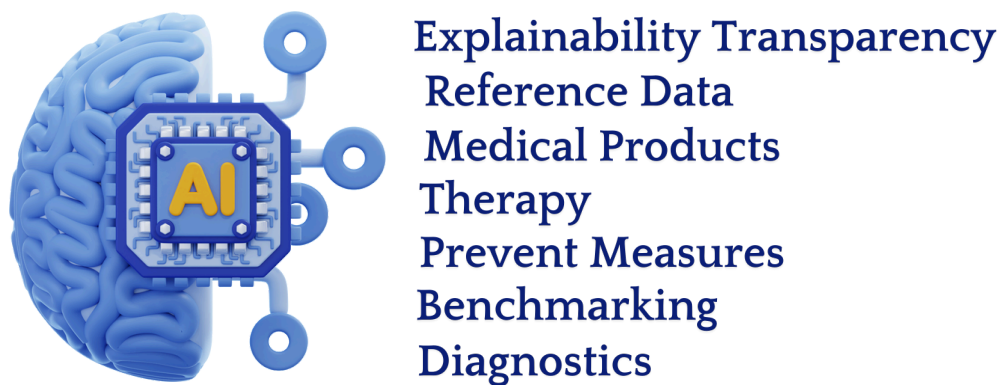 AI
Explainability Transparency
Reference Data
Medical Products
Therapy
Prevent Measures
Benchmarking
Diagnostics